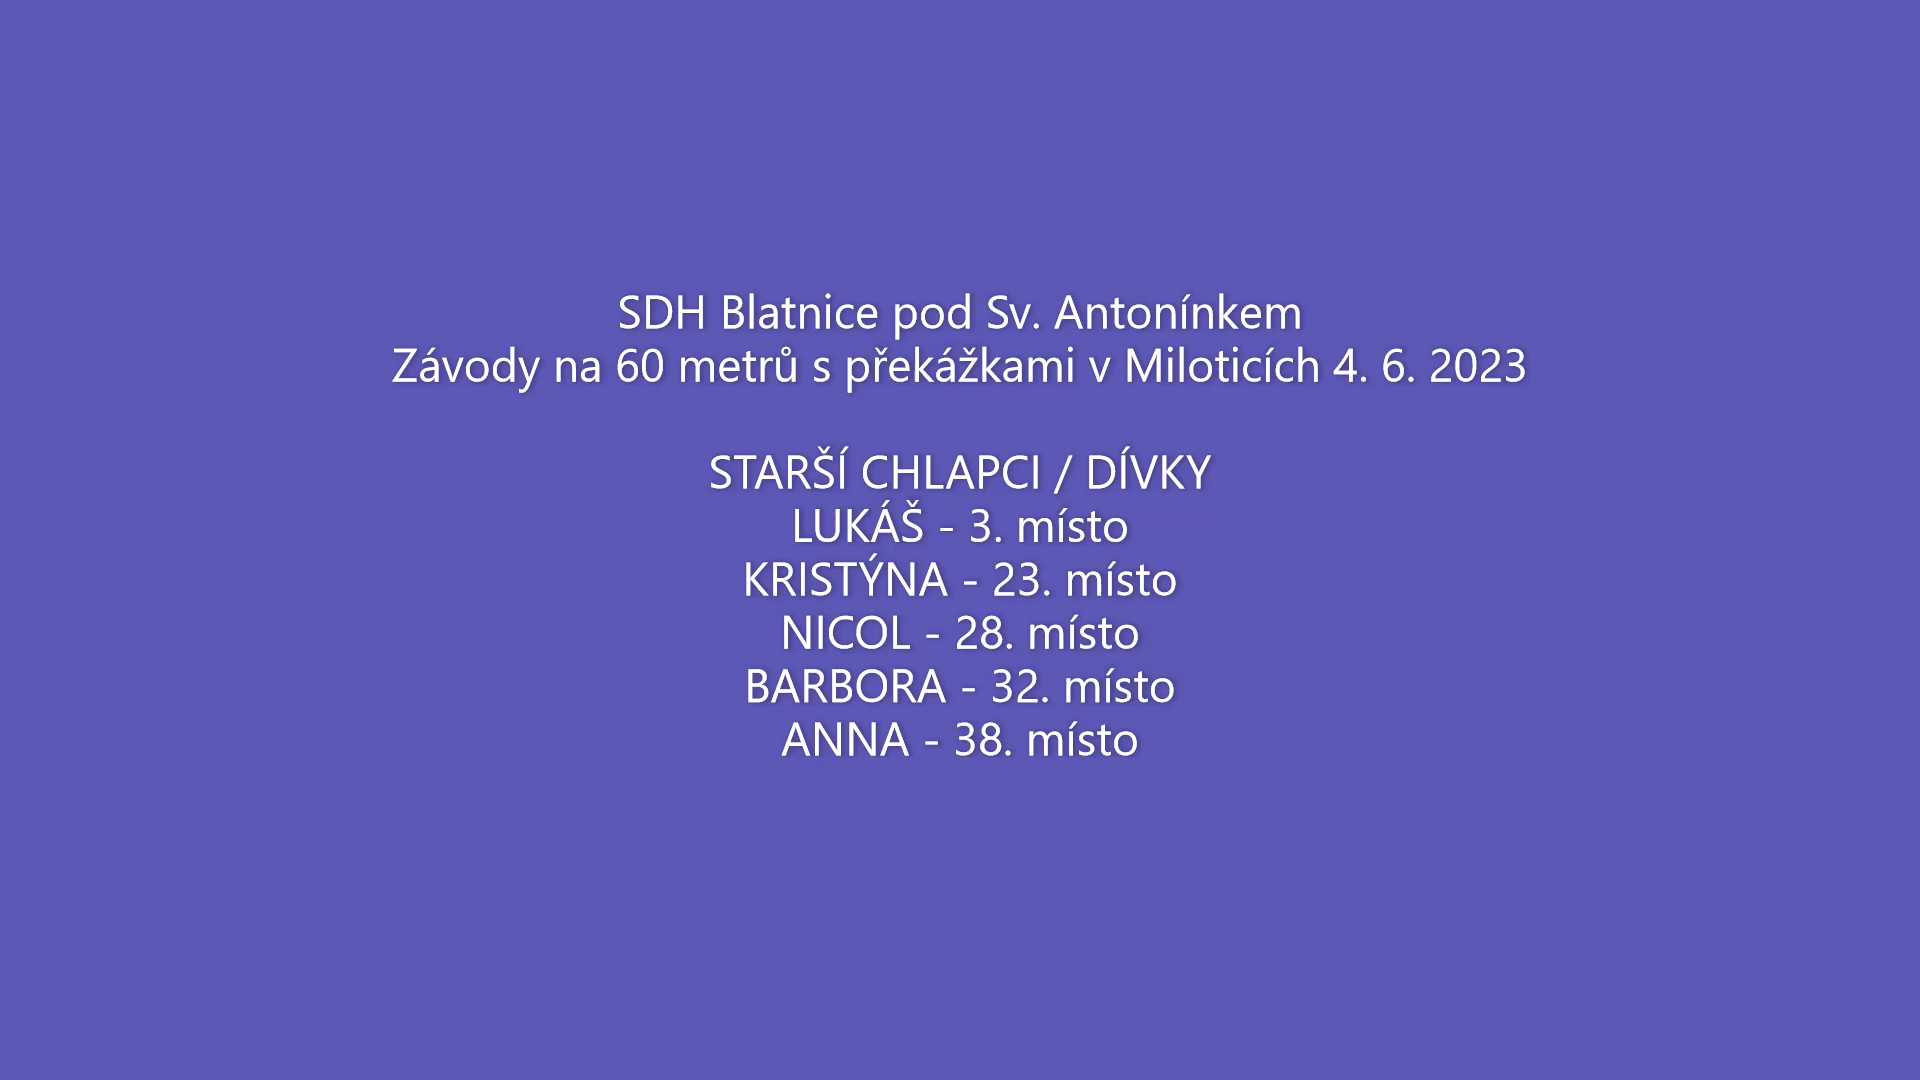 SDH Blatnice pod Sv. Antonínkem
Závody na 60 metrů s překážkami v Miloticích 4. 6. 2023
STARŠÍ CHLAPCI / DÍVKY
LUKÁŠ - 3. místo
KRISTÝNA - 23. místo
NICOL - 28. místo
BARBORA - 32. místo
ANNA - 38. místo